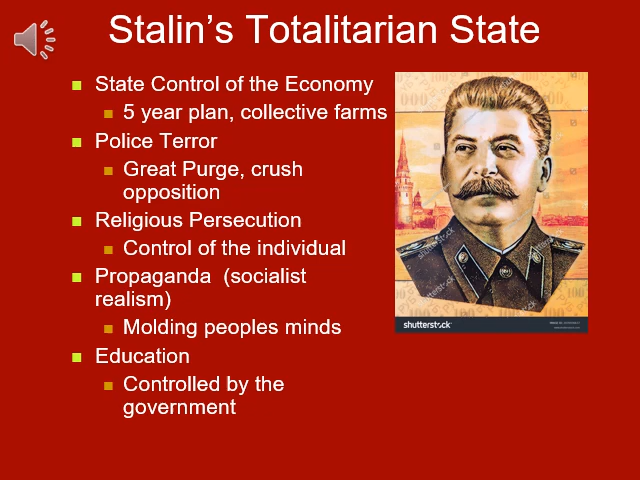 Stalin’s Totalitarian State
State Control of the Economy
5 year plan, collective farms
Police Terror
Great Purge, crush
opposition
Religious Persecution
Control of the individual
Propaganda  (socialist
realism)
Molding peoples minds
Education
Controlled by the
government
shutterstock